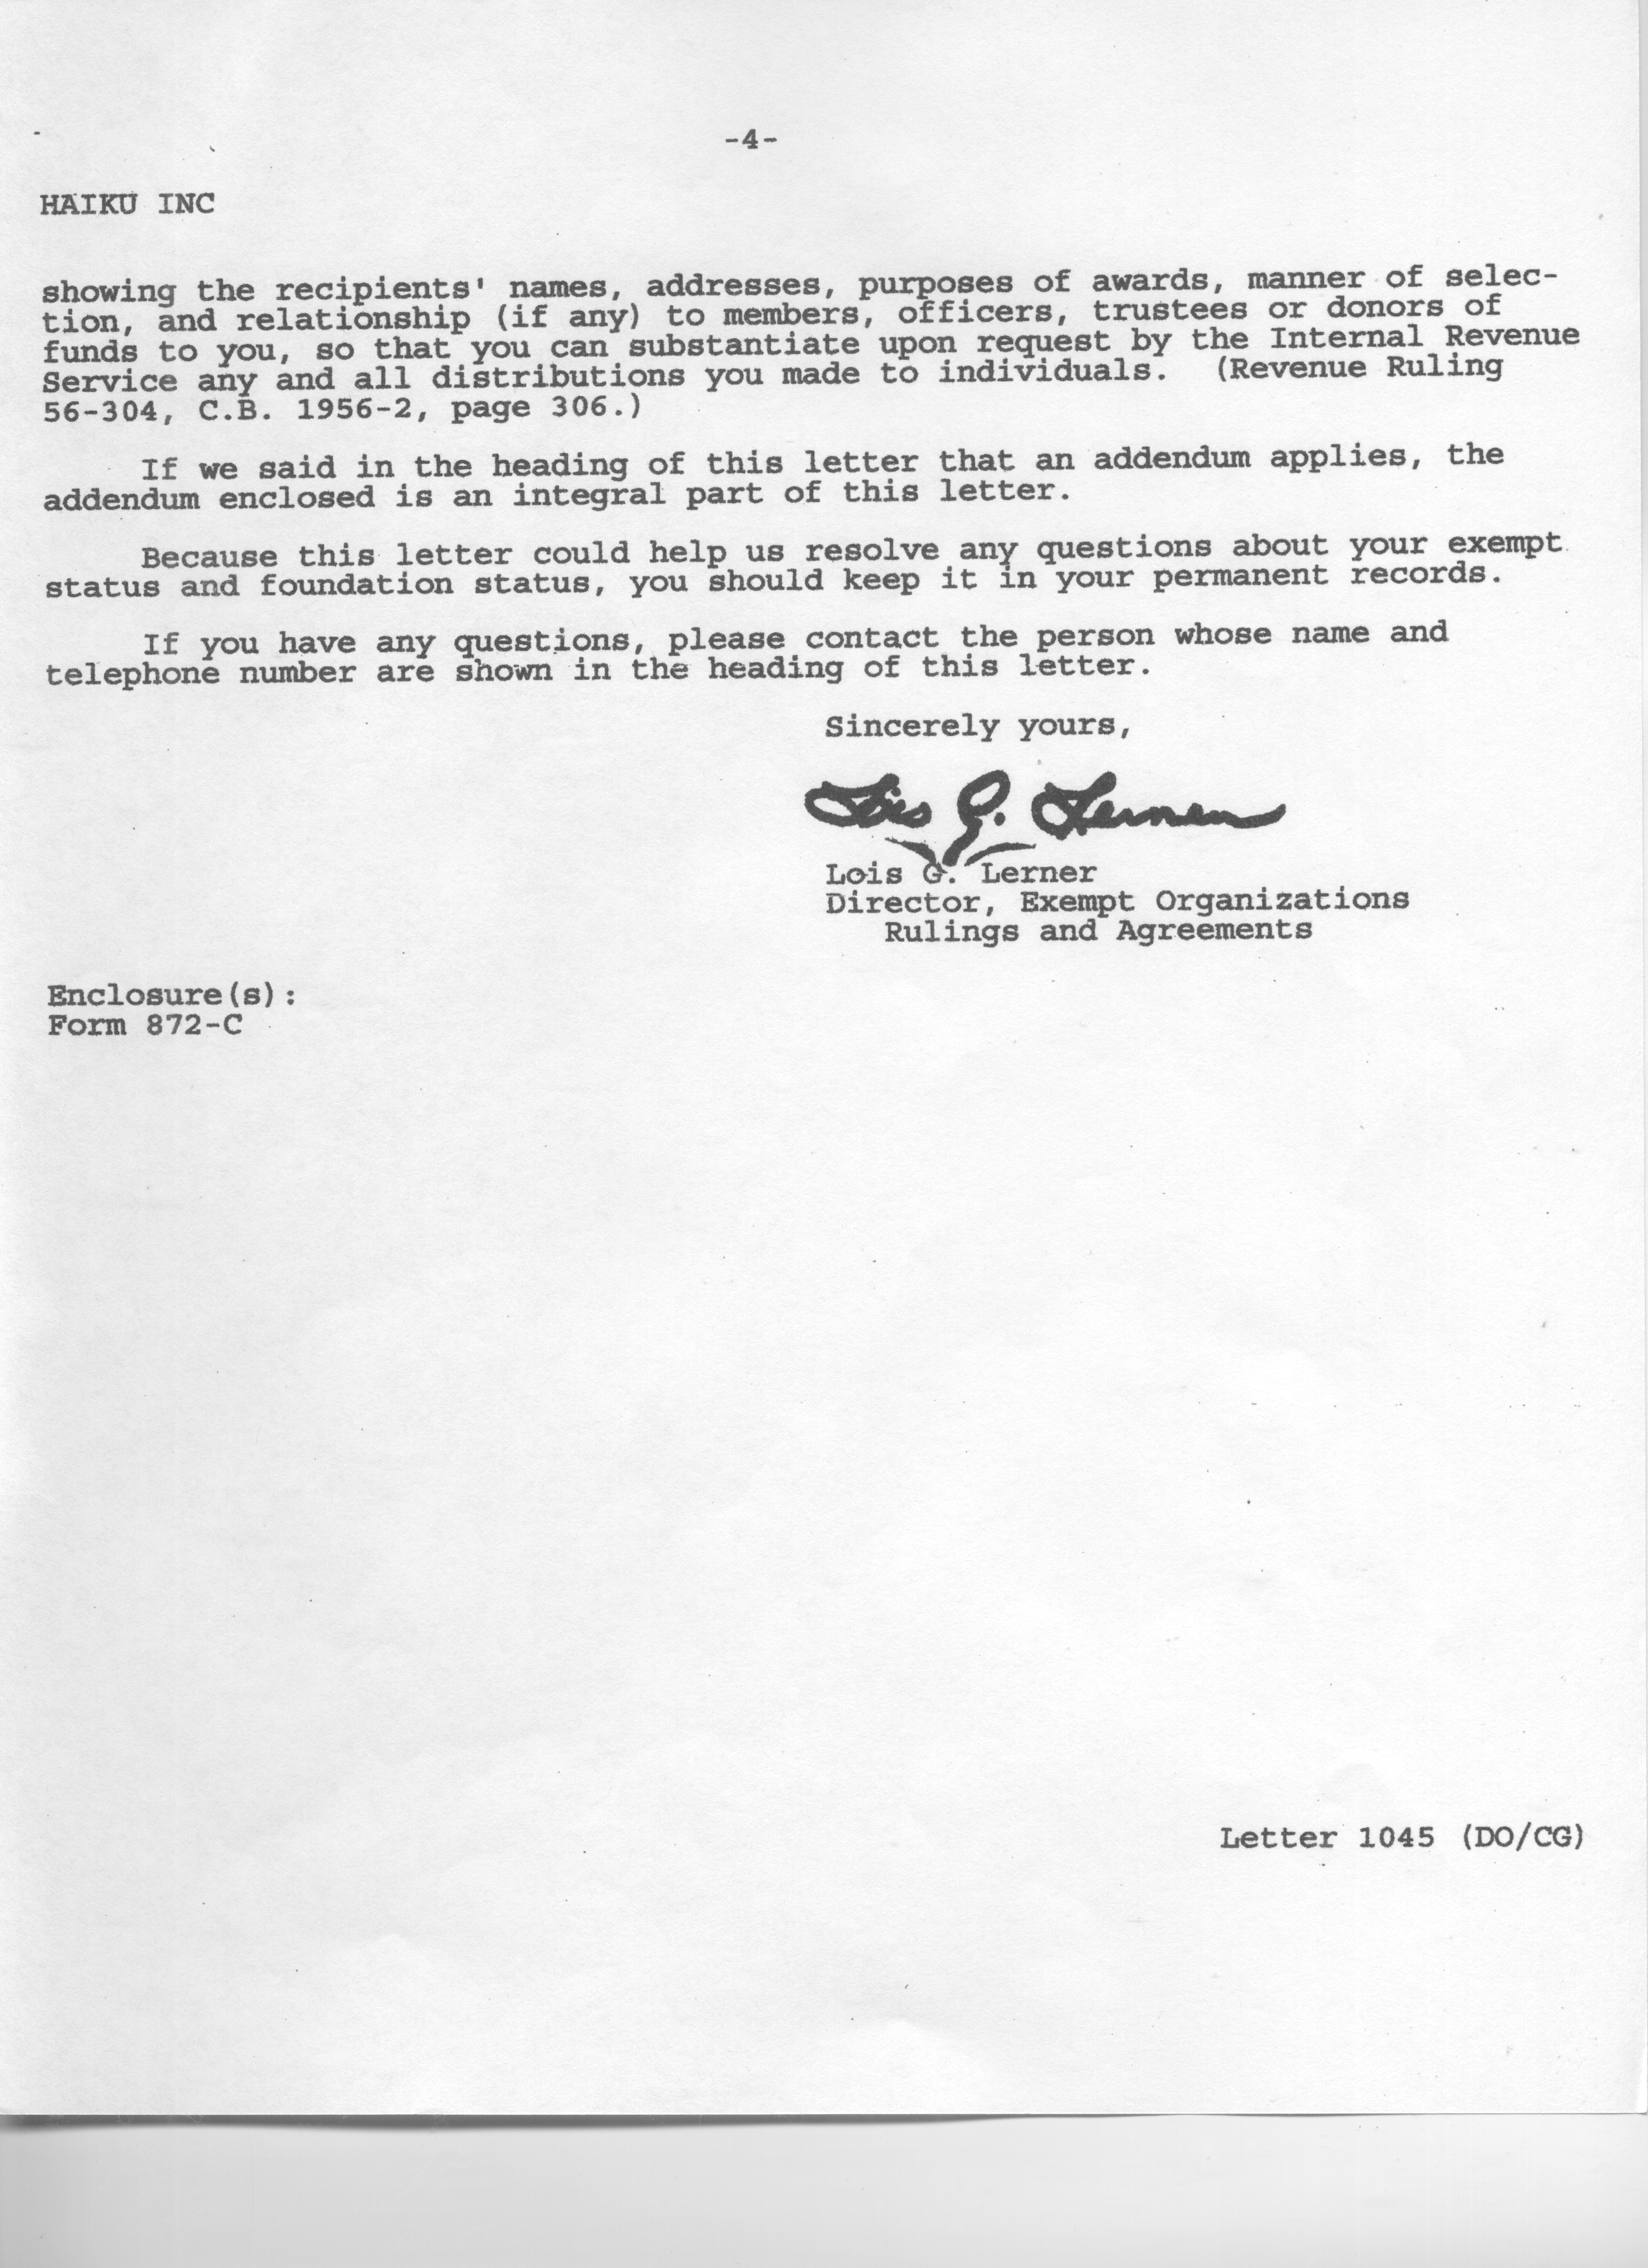 -4-
HAIKU INC
showing the recipients' names, addresses, purposes of awards, manner of selec-
tion, and relationship (if any) to members, officers, trustees or donors of
funds to you, so that you can substantiate upon request by the Internal Revenue
Service any and all distributions you made to individuals.  (Revenue Ruling
56-304, C.B. 1956-2, page 306.)
If we said in the heading of this letter that an addendum applies, the
addendum enclosed is an integral part of this letter.
Because this letter could help us resolve any questions about your exempt
status and foundation status, you should keep it in your permanent records.
If you have any questions, please contact the person whose name and
telephone number are shown in the heading of this letter.
Sincerely yours,
Lois G. Lerner
Lois G. Lerner
Director, Exempt Organizations
Rulings and Agreements
Enclosure(s):
Form 872-C
Letter 1045 (DO/CG)